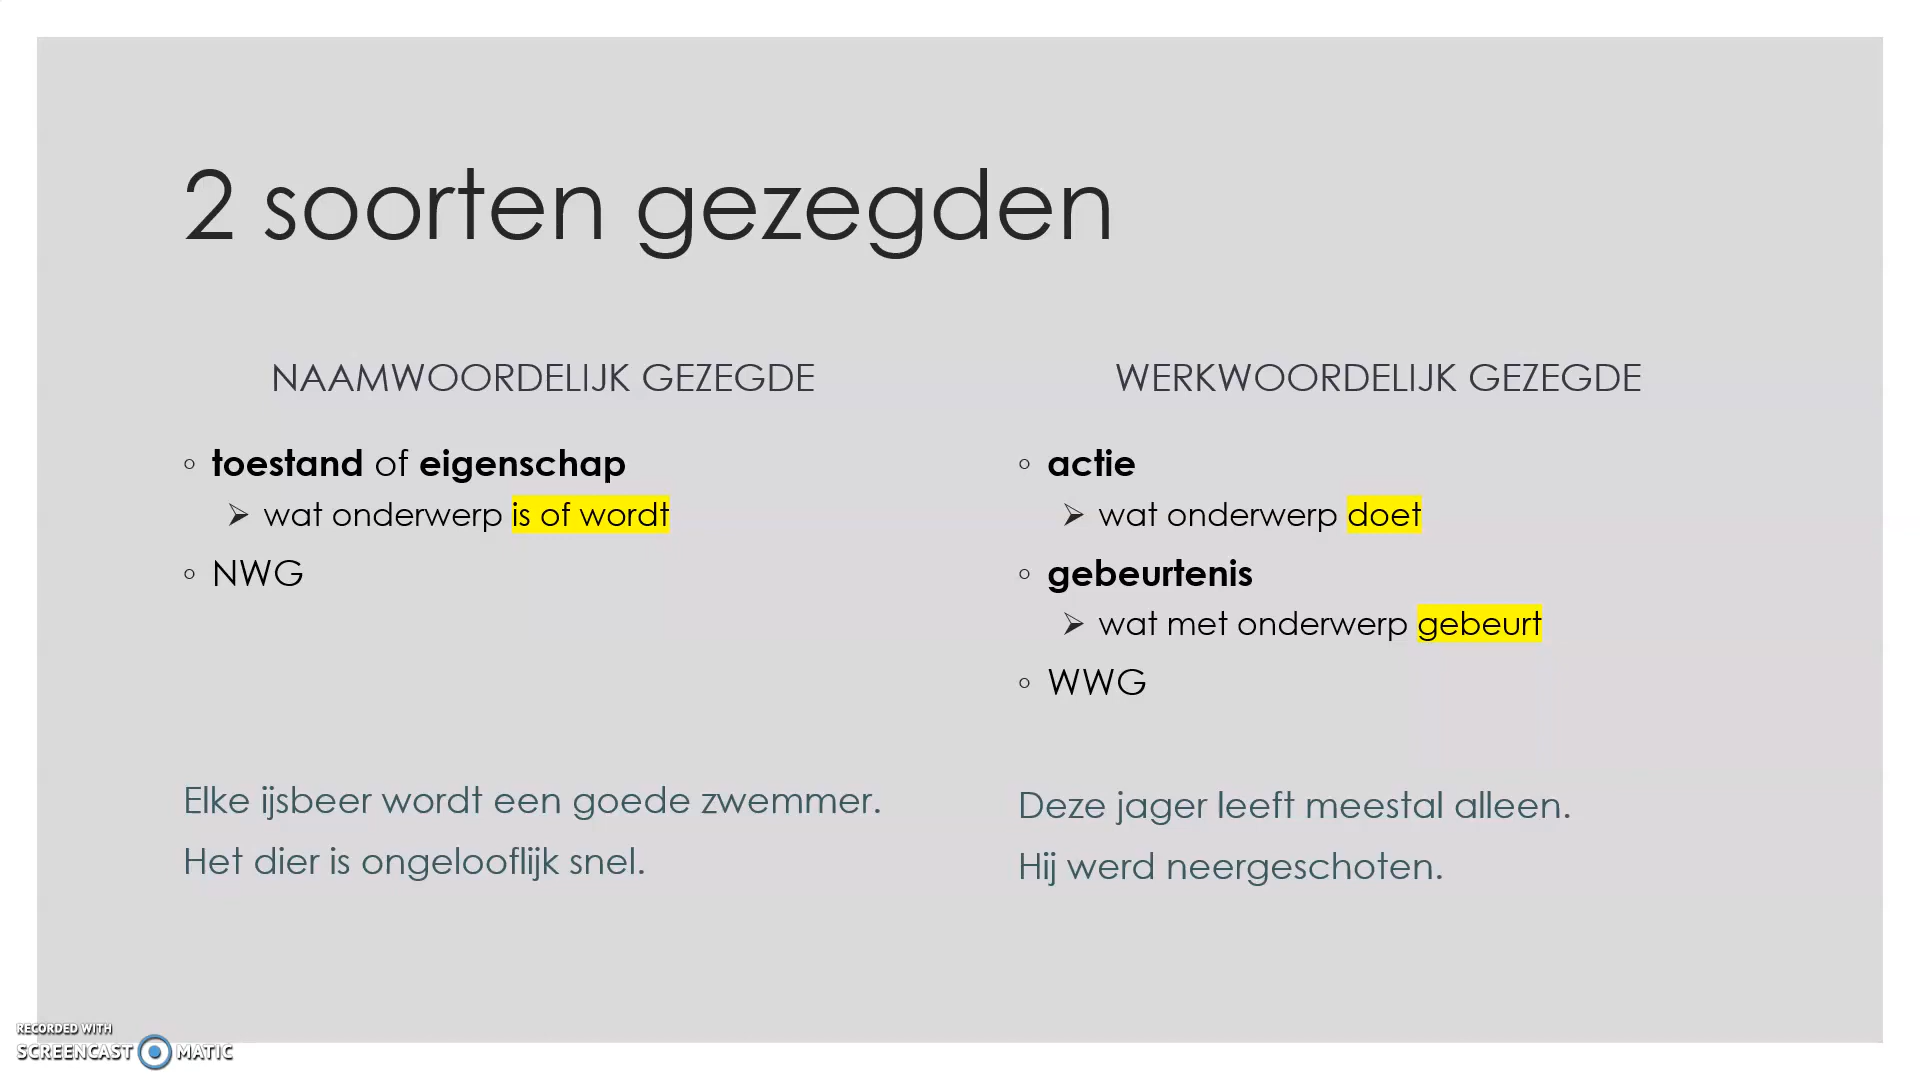 2 soorten gezegden
NAAMWOORDELIJK GEZEGDE
◦ toestand of eigenschap
➢ wat onderwerp is of wordt
◦ NWG
Elke ijsbeer wordt een goede zwemmer.
Het dier is ongelooflijk snel.
WERKWOORDELIJK GEZEGDE
◦ actie
➢ wat onderwerp doet
◦ gebeurtenis
➢ wat met onderwerp gebeurt
◦ WWG
Deze jager leeft meestal alleen.
Hij werd neergeschoten.
RECORDED WITH
SCREENCAST MATIC